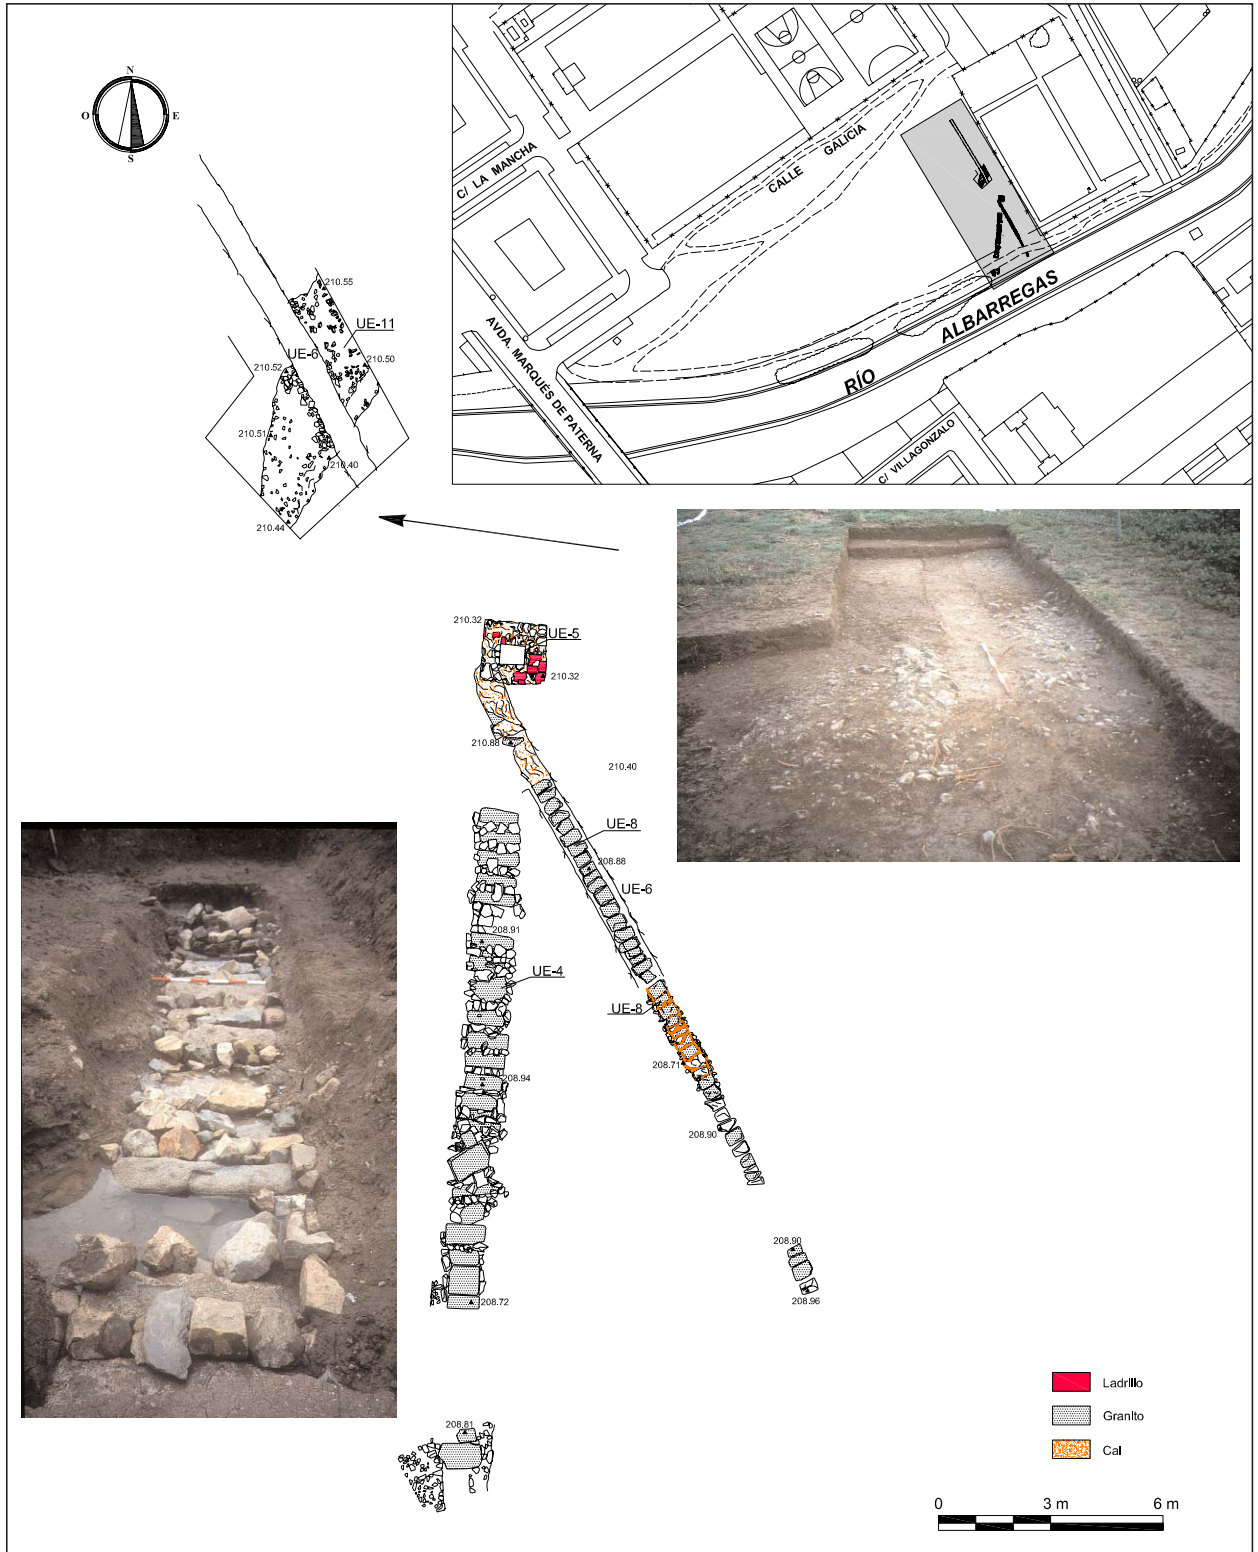 N
O
E
S
C/ LA MANCHA
CALLE GALICIA
AVDA. MARQUÉS DE PATERNA
RÍO ALBARREGAS
C/ VILLAGONZALO
210.55
UE-11
UE-6
210.50
210.52
210.51
210.40
210.44
210.32
UE-5
210.32
210.88
210.40
UE-8
208.88
UE-6
208.91
UE-4
UE-8
208.71
208.94
208.90
208.90
208.96
208.72
208.81
Ladrillo
Granito
Cal
0 3 m 6 m